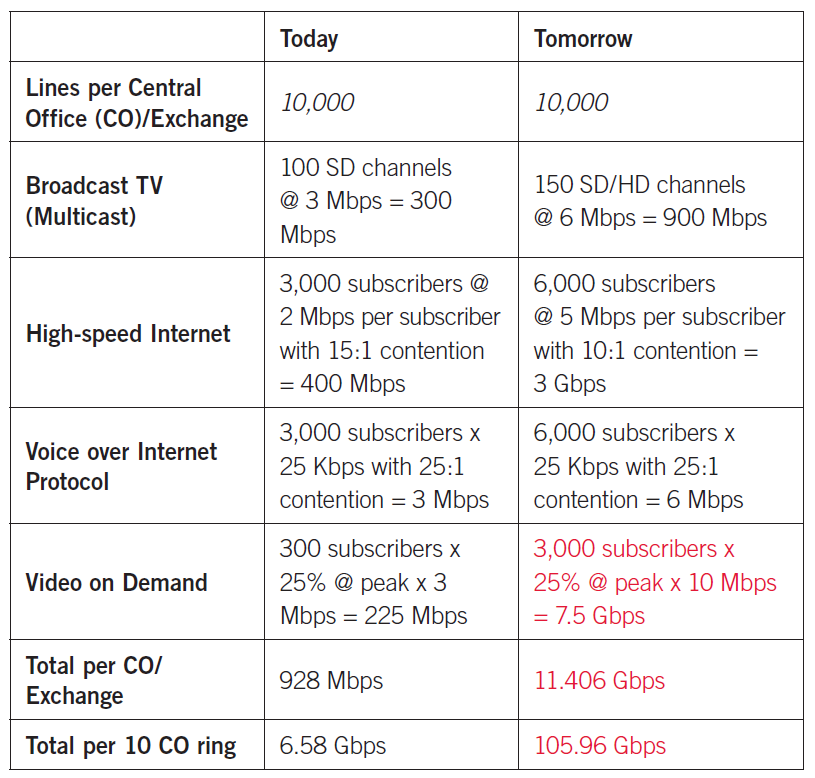 Today
Tomorrow
Lines per Central
Office (CO)/Exchange
10,000
10,000
Broadcast TV
(Multicast)
100 SD channels
@ 3 Mbps = 300
Mbps
150 SD/HD channels
@ 6 Mbps = 900 Mbps
High-speed Internet
3,000 subscribers @
2 Mbps per subscriber
with 15:1 contention
= 400 Mbps
6,000 subscribers
@ 5 Mbps per subscriber
with 10:1 contention =
3 Gbps
Voice over Internet
Protocol
3,000 subscribers x
25 Kbps with 25:1
contention = 3 Mbps
6,000 subscribers x
25 Kbps with 25:1
contention = 6 Mbps
Video on Demand
300 subscribers x
25% @ peak x 3
Mbps = 225 Mbps
3,000 subscribers x
25% @ peak x 10 Mbps
= 7.5 Gbps
Total per CO/
Exchange
928 Mbps
11.406 Gbps
Total per 10 CO ring
6.58 Gbps
105.96 Gbps